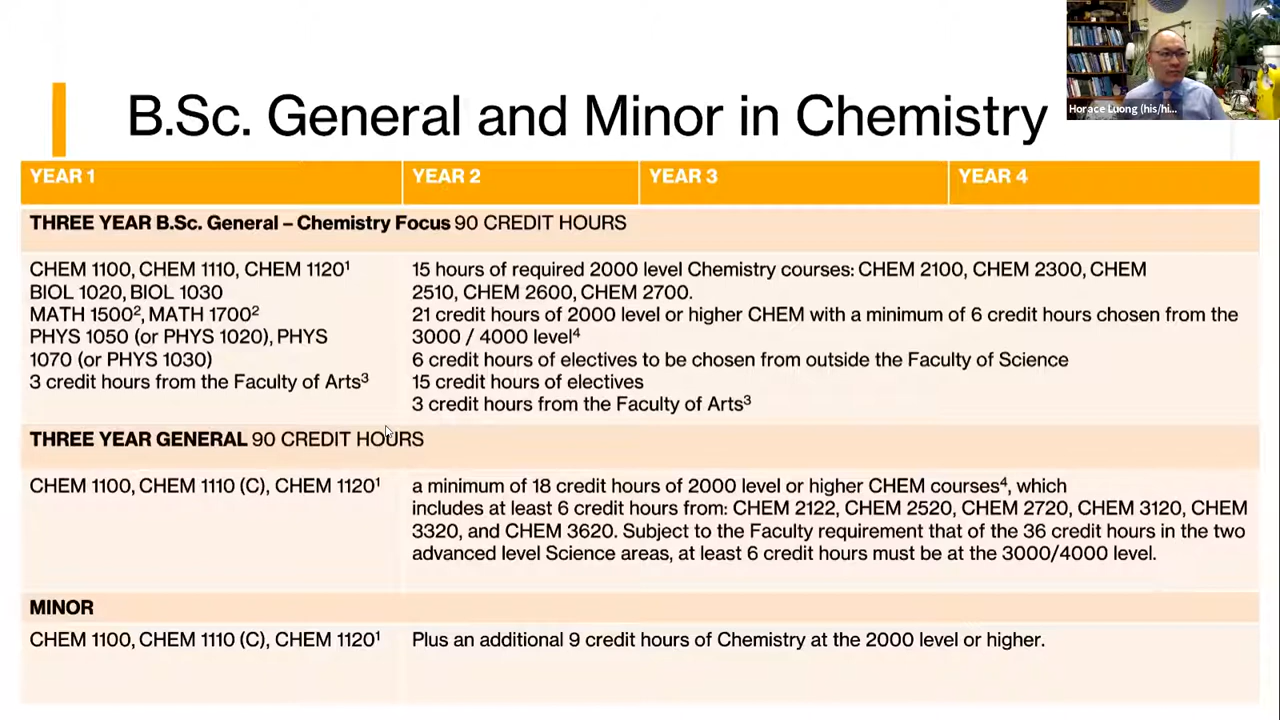 B.Sc. General and Minor in Chemistry
Horace Luong (his/hi...
YEAR 1
YEAR 2
YEAR 3
YEAR 4
THREE YEAR B.Sc. General – Chemistry Focus 90 CREDIT HOURS
CHEM 1100, CHEM 1110, CHEM 1120¹
BIOL 1020, BIOL 1030
MATH 1500², MATH 1700²
PHYS 1050 (or PHYS 1020), PHYS
1070 (or PHYS 1030)
3 credit hours from the Faculty of Arts³
15 hours of required 2000 level Chemistry courses: CHEM 2100, CHEM 2300, CHEM
2510, CHEM 2600, CHEM 2700.
21 credit hours of 2000 level or higher CHEM with a minimum of 6 credit hours chosen from the
3000 / 4000 level⁴
6 credit hours of electives to be chosen from outside the Faculty of Science
15 credit hours of electives
3 credit hours from the Faculty of Arts³
THREE YEAR GENERAL 90 CREDIT HOURS
CHEM 1100, CHEM 1110 (C), CHEM 1120¹
a minimum of 18 credit hours of 2000 level or higher CHEM courses⁴, which
includes at least 6 credit hours from: CHEM 2122, CHEM 2520, CHEM 2720, CHEM 3120, CHEM
3320, and CHEM 3620. Subject to the Faculty requirement that of the 36 credit hours in the two
advanced level Science areas, at least 6 credit hours must be at the 3000/4000 level.
MINOR
CHEM 1100, CHEM 1110 (C), CHEM 1120¹
Plus an additional 9 credit hours of Chemistry at the 2000 level or higher.